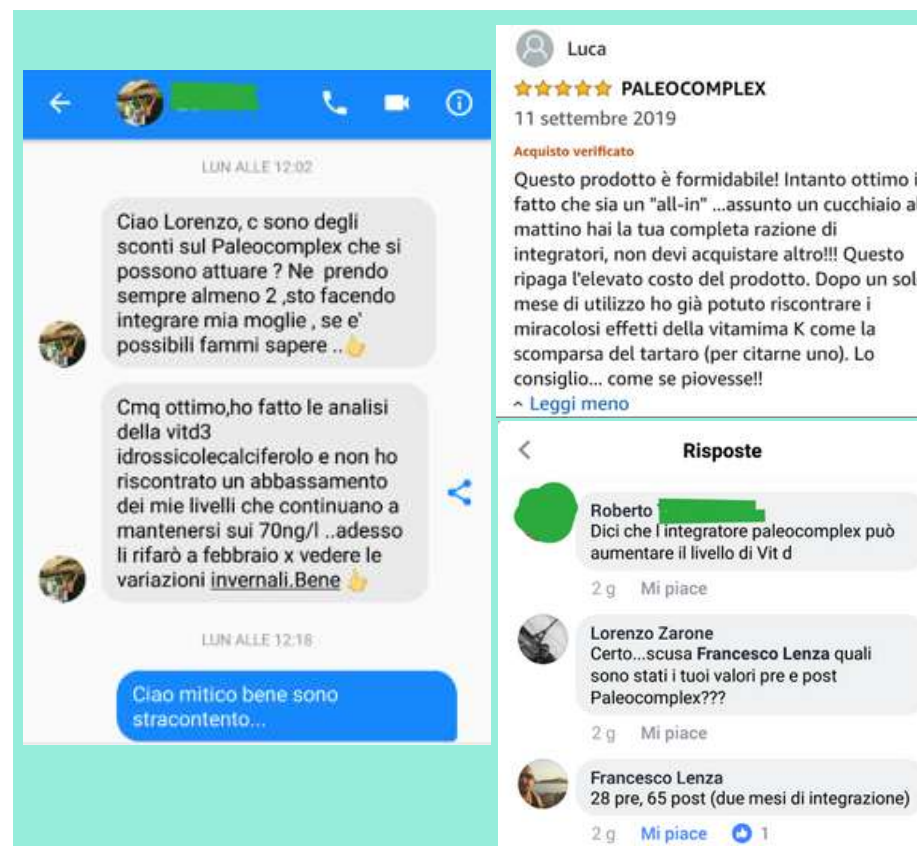 LUN ALLE 12:02
Ciao Lorenzo, c sono degli
sconti sul Paleocomplex che si
possono attuare ? Ne prendo
sempre almeno 2 ,sto facendo
integrare mia moglie , se e'
possibili fammi sapere ..
Cmq ottimo,ho fatto le analisi
della vitd3
idrossicolecalciferolo e non ho
riscontrato un abbassamento
dei mie livelli che continuano a
mantenersi sui 70ng/l ..adesso
li rifarò a febbraio x vedere le
variazioni invernali.Bene
LUN ALLE 12:18
Ciao mitico bene sono
stracontento...
Luca
PALEOCOMPLEX
11 settembre 2019
Acquisto verificato
Questo prodotto è formidabile! Intanto ottimo i
fatto che sia un "all-in" ...assunto un cucchiaio al
mattino hai la tua completa razione di
integratori, non devi acquistare altro!!! Questo
ripaga l'elevato costo del prodotto. Dopo un sol
mese di utilizzo ho già potuto riscontrare i
miracolosi effetti della vitamima K come la
scomparsa del tartaro (per citarne uno). Lo
consiglio... come se piovesse!!
Leggi meno
Risposte
Roberto
Dici che l integratore paleocomplex può
aumentare il livello di Vit d
2 g Mi piace
Lorenzo Zarone
Certo...scusa Francesco Lenza quali
sono stati i tuoi valori pre e post
Paleocomplex???
2 g Mi piace
Francesco Lenza
28 pre, 65 post (due mesi di integrazione)
2 g Mi piace 1